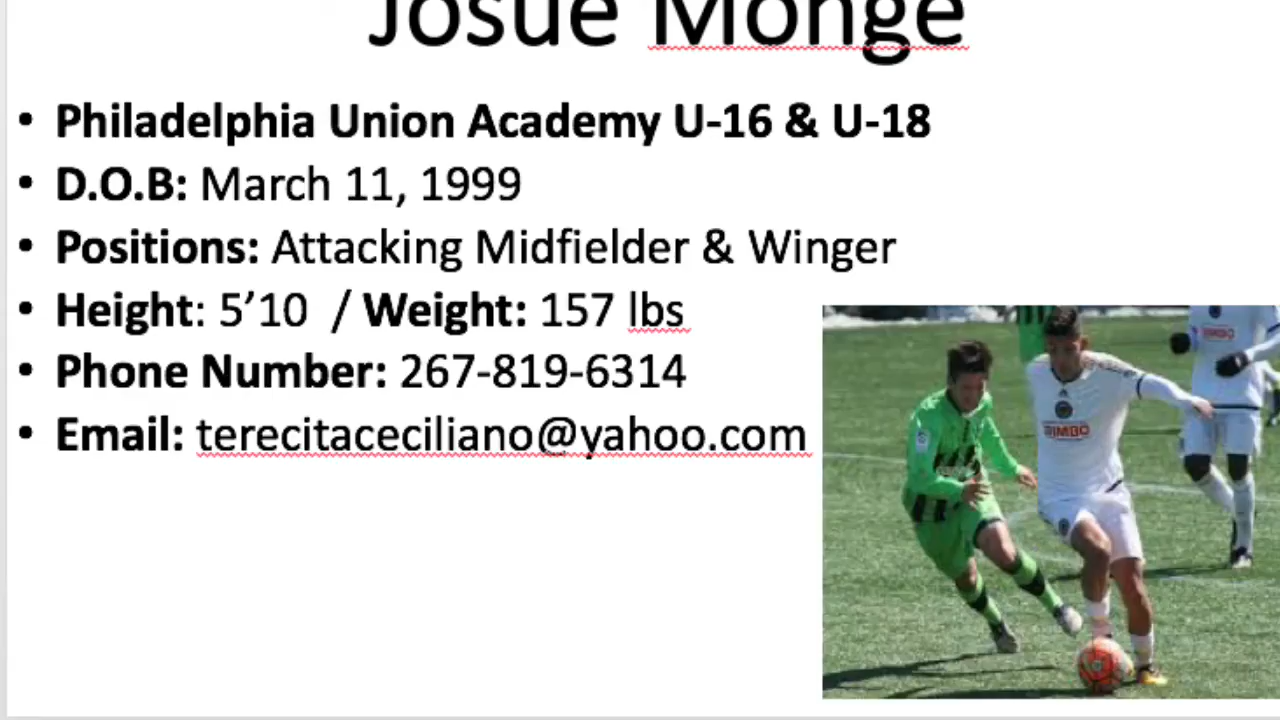 Josue Monge
• Philadelphia Union Academy U-16 & U-18
• D.O.B: March 11, 1999
• Positions: Attacking Midfielder & Winger
• Height: 5’10 / Weight: 157 lbs
• Phone Number: 267-819-6314
• Email: terecitaceciliano@yahoo.com
BIMBO